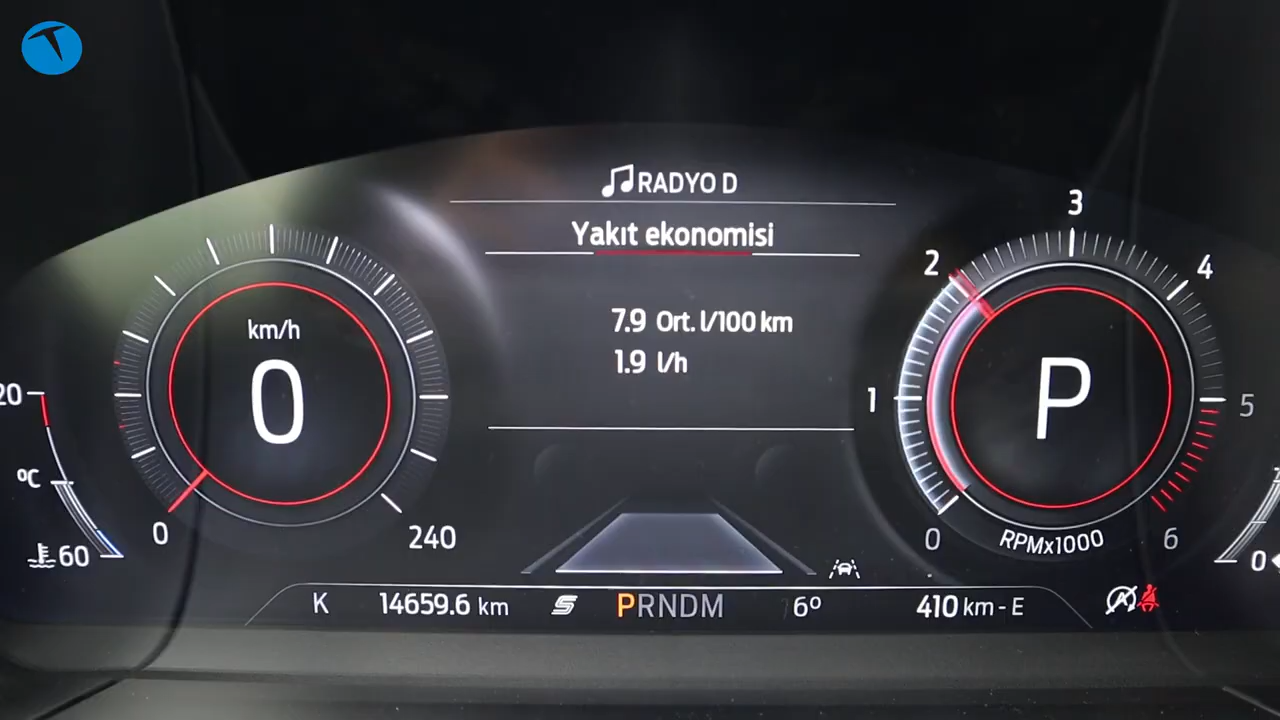 RADYO D
Yakıt ekonomisi
7.9 Ort. l/100 km
1.9 l/h
km/h
0
0
240
20
°C
60
P
0
1
2
3
4
5
6
RPMx1000
0
K 14659.6 km S PRNDM 6° 410 km - E